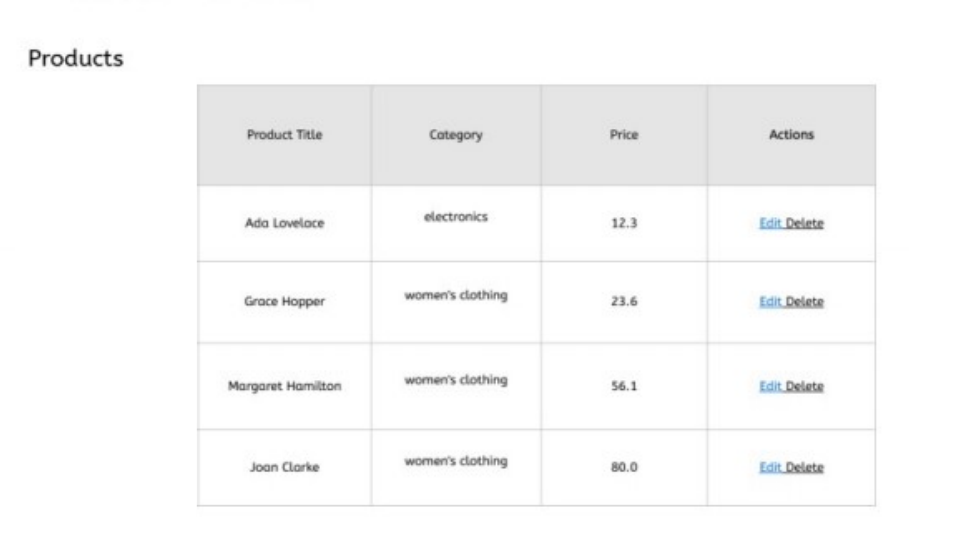 Products
Product Title Category Price Actions
Ada Lovelace electronics 12.3 Edit Delete
Grace Hopper women's clothing 23.6 Edit Delete
Margaret Hamilton women's clothing 56.1 Edit Delete
Joan Clarke women's clothing 80.0 Edit Delete